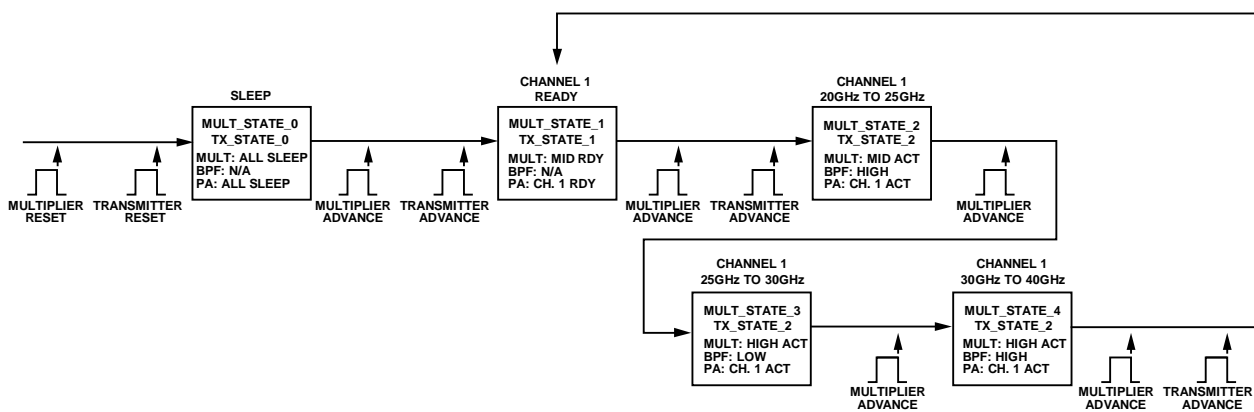 SLEEP
MULT_STATE_0
TX_STATE_0
MULT: ALL SLEEP
BPF: N/A
PA: ALL SLEEP
CHANNEL 1
READY
MULT_STATE_1
TX_STATE_1
MULT: MID RDY
BPF: N/A
PA: CH. 1 RDY
CHANNEL 1
20GHz TO 25GHz
MULT_STATE_2
TX_STATE_2
MULT: MID ACT
BPF: HIGH
PA: CH. 1 ACT
MULTIPLIER
RESET
TRANSMITTER
RESET
MULTIPLIER
ADVANCE
TRANSMITTER
ADVANCE
MULTIPLIER
ADVANCE
TRANSMITTER
ADVANCE
MULTIPLIER
ADVANCE
CHANNEL 1
25GHz TO 30GHz
MULT_STATE_3
TX_STATE_2
MULT: HIGH ACT
BPF: LOW
PA: CH. 1 ACT
CHANNEL 1
30GHz TO 40GHz
MULT_STATE_4
TX_STATE_2
MULT: HIGH ACT
BPF: HIGH
PA: CH. 1 ACT
MULTIPLIER
ADVANCE
MULTIPLIER
ADVANCE
TRANSMITTER
ADVANCE